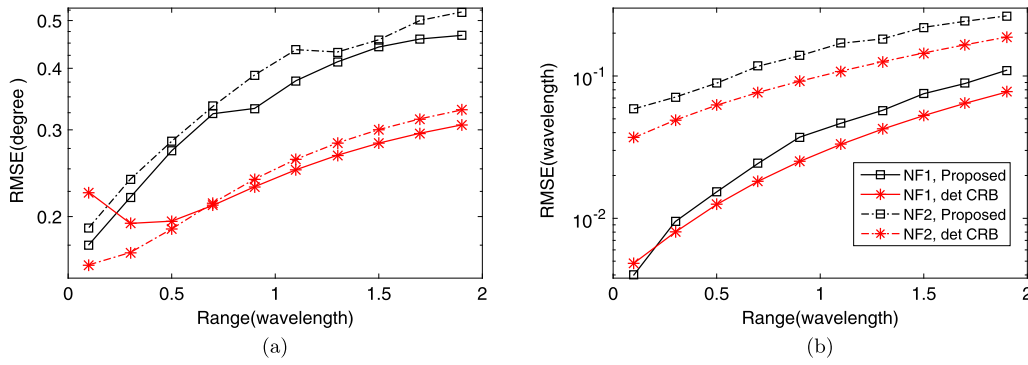 0.5
0.4
0.3
0.2
RMSE(degree)
0 0.5 1 1.5 2
Range(wavelength)
(a)
10^-1
10^-2
RMSE(wavelength)
0 0.5 1 1.5 2
Range(wavelength)
NF1, Proposed
NF1, det CRB
NF2, Proposed
NF2, det CRB
(b)